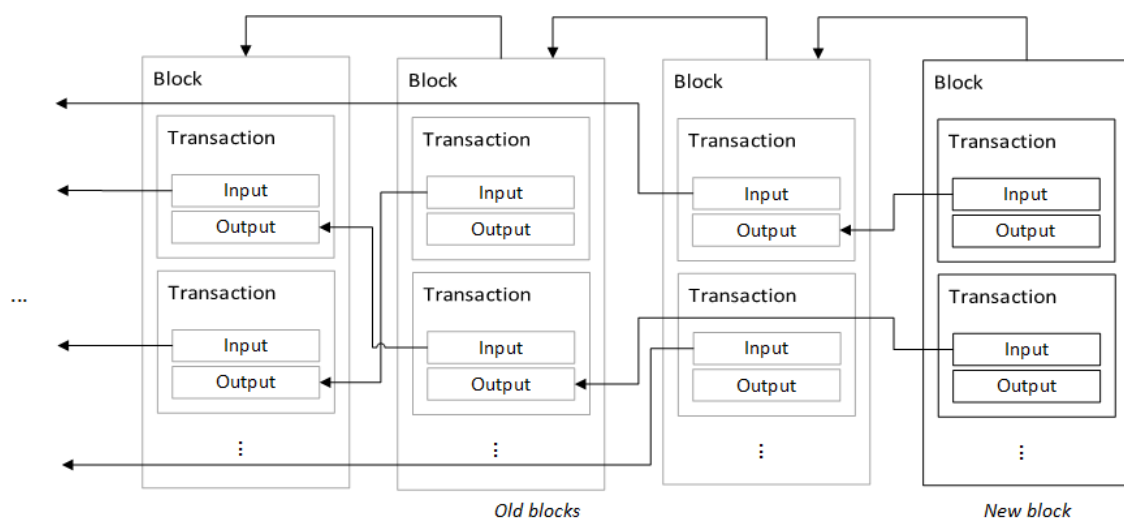 Block
Transaction
Input
Output
Transaction
Input
Output
⋮
Block
Transaction
Input
Output
Transaction
Input
Output
⋮
Block
Transaction
Input
Output
Transaction
Input
Output
⋮
Block
Transaction
Input
Output
Transaction
Input
Output
⋮
...
Old blocks
New block